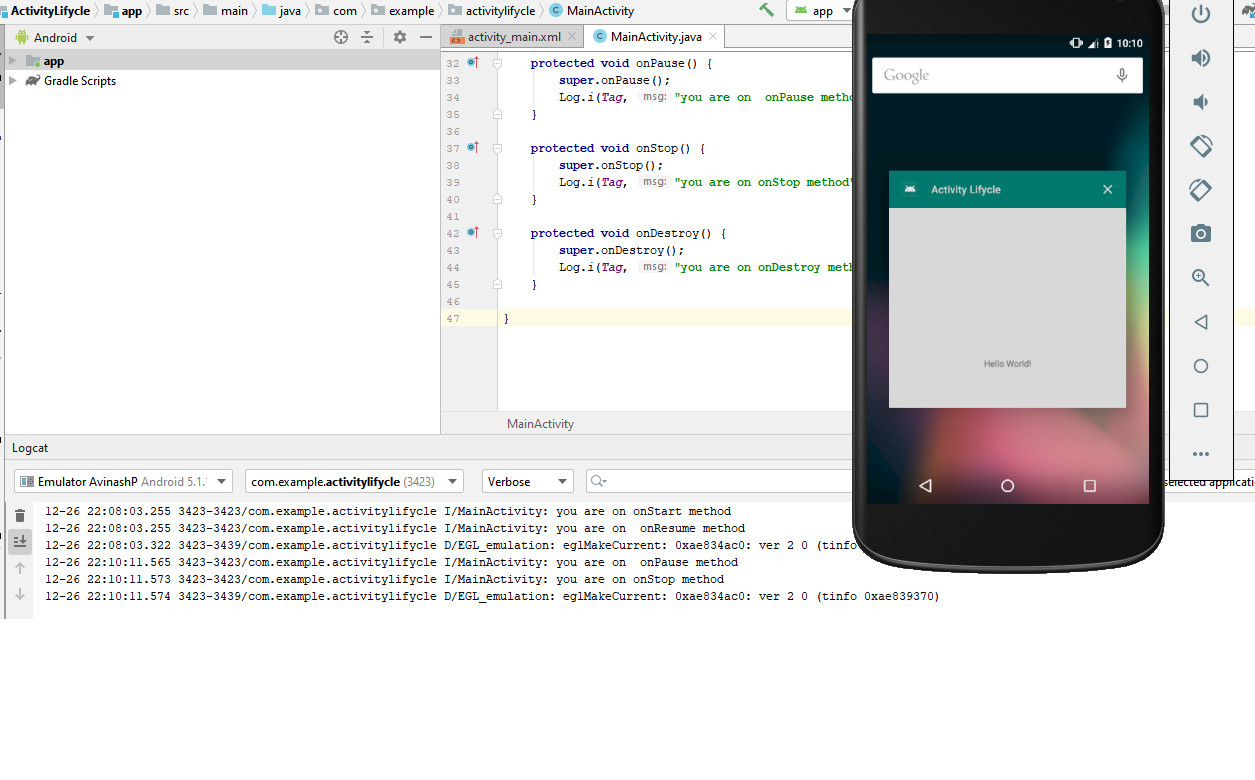 ActivityLifycle app src main java com example activitylifycle MainActivity app
Android
activity_main.xml MainActivity.java
app
Gradle Scripts
32 protected void onPause() {
33 super.onPause();
34 Log.i(Tag, msg: "you are on  onPause metho
35 }
36
37 protected void onStop() {
38 super.onStop();
39 Log.i(Tag, msg: "you are on onStop method"
40 }
41
42 protected void onDestroy() {
43 super.onDestroy();
44 Log.i(Tag, msg: "you are on onDestroy meth
45 }
46
47 }
MainActivity
10:10
Google
Activity Lifycle
Hello World!
Logcat
Emulator AvinashP Android 5.1. com.example.activitylifycle (3423) Verbose selected applicatio
12-26 22:08:03.255 3423-3423/com.example.activitylifycle I/MainActivity: you are on onStart method
12-26 22:08:03.255 3423-3423/com.example.activitylifycle I/MainActivity: you are on  onResume method
12-26 22:08:03.322 3423-3439/com.example.activitylifycle D/EGL_emulation: eglMakeCurrent: 0xae834ac0: ver 2 0 (tinfo
12-26 22:10:11.565 3423-3423/com.example.activitylifycle I/MainActivity: you are on  onPause method
12-26 22:10:11.573 3423-3423/com.example.activitylifycle I/MainActivity: you are on onStop method
12-26 22:10:11.574 3423-3439/com.example.activitylifycle D/EGL_emulation: eglMakeCurrent: 0xae834ac0: ver 2 0 (tinfo 0xae839370)